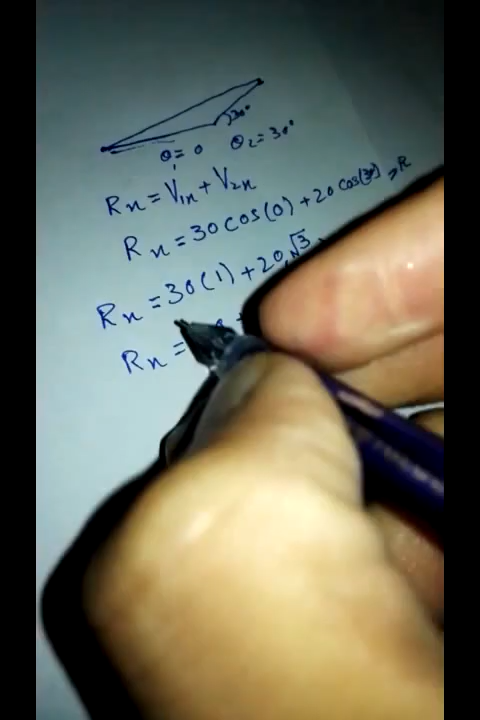 30°
θ₁ = 0 θ₂ = 30°
Rx = V1x + V2x
Rx = 30 cos(0) + 20 cos(30) → R
Rx = 30(1) + 20 √3
Rx =